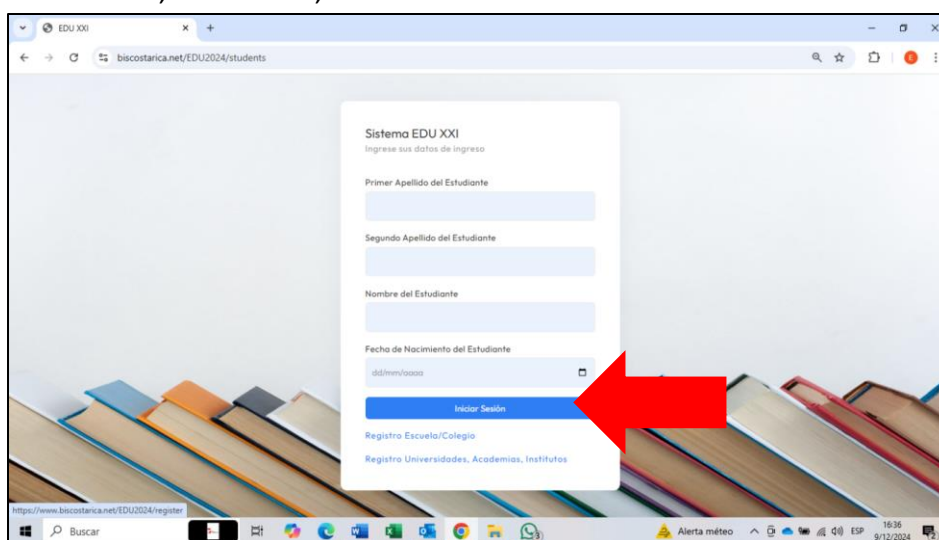 EDU XXI
biscostarica.net/EDU2024/students
Sistema EDU XXI
Ingrese sus datos de ingreso
Primer Apellido del Estudiante
Segundo Apellido del Estudiante
Nombre del Estudiante
Fecha de Nacimiento del Estudiante
dd/mm/aaaa
Iniciar Sesión
Registro Escuela/Colegio
Registro Universidades, Academias, Institutos
https://www.biscostarica.net/EDU2024/register
Buscar
Alerta méteo
ESP
16:36
9/12/2024